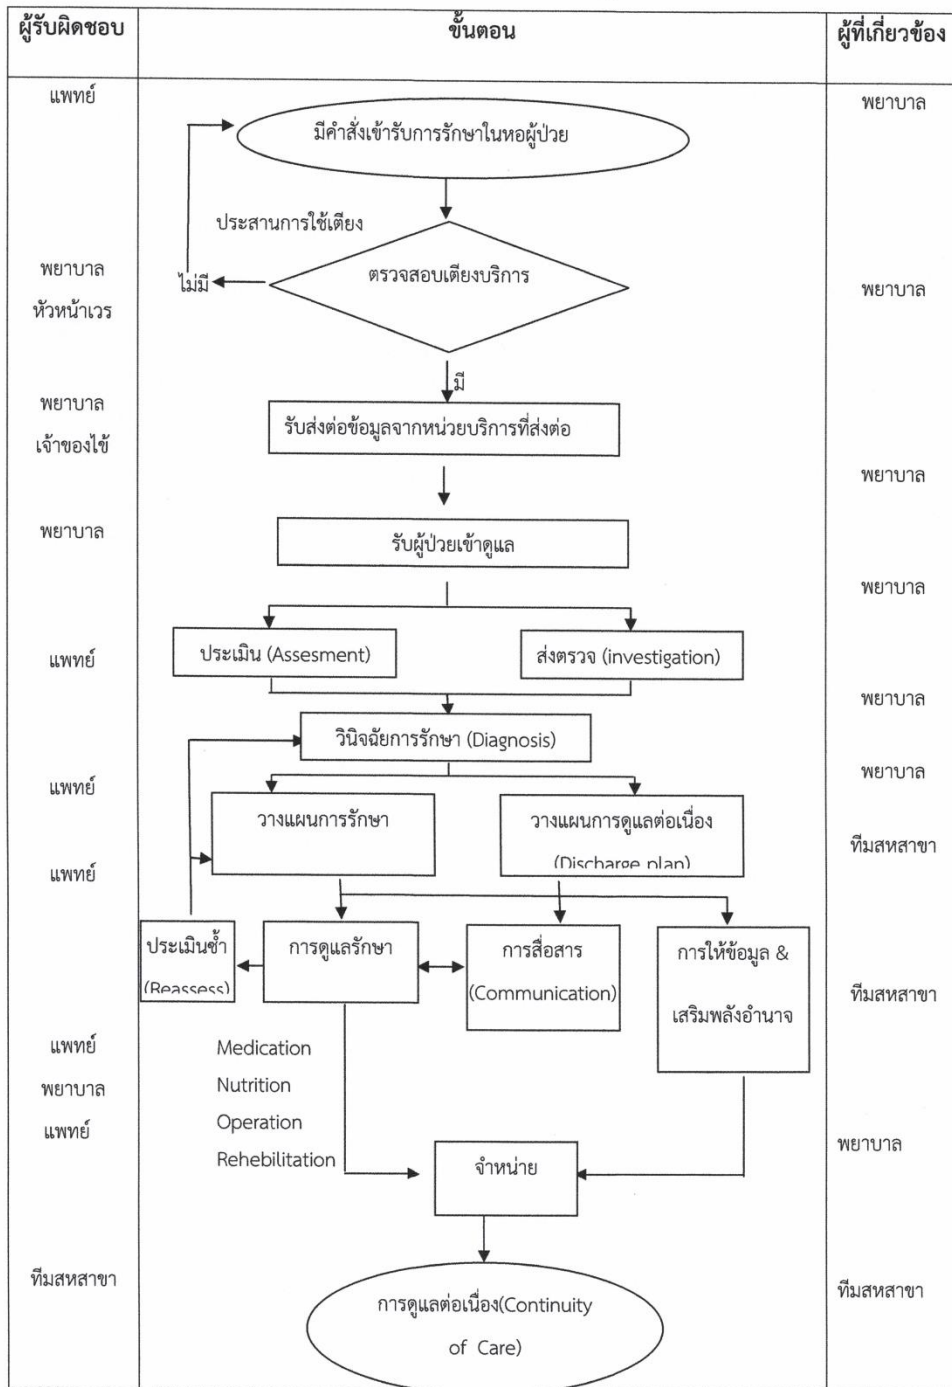 ผู้รับผิดชอบ
ขั้นตอน
ผู้ที่เกี่ยวข้อง
แพทย์
มีคำสั่งเข้ารับการรักษาในหอผู้ป่วย
พยาบาล
ประสานการใช้เตียง
พยาบาล
หัวหน้าเวร
ไม่มี
ตรวจสอบเตียงบริการ
พยาบาล
มี
พยาบาล
เจ้าของไข้
รับส่งต่อข้อมูลจากหน่วยบริการที่ส่งต่อ
พยาบาล
พยาบาล
รับผู้ป่วยเข้าดูแล
พยาบาล
แพทย์
ประเมิน (Assesment)
ส่งตรวจ (investigation)
พยาบาล
วินิจฉัยการรักษา (Diagnosis)
พยาบาล
แพทย์
วางแผนการรักษา
วางแผนการดูแลต่อเนื่อง
(Discharge plan)
ทีมสหสาขา
แพทย์
ประเมินซ้ำ
(Reassess)
การดูแลรักษา
การสื่อสาร
(Communication)
การให้ข้อมูล &
เสริมพลังอำนาจ
ทีมสหสาขา
แพทย์
พยาบาล
แพทย์
Medication
Nutrition
Operation
Rehebilitation
จำหน่าย
พยาบาล
ทีมสหสาขา
การดูแลต่อเนื่อง(Continuity
of Care)
ทีมสหสาขา